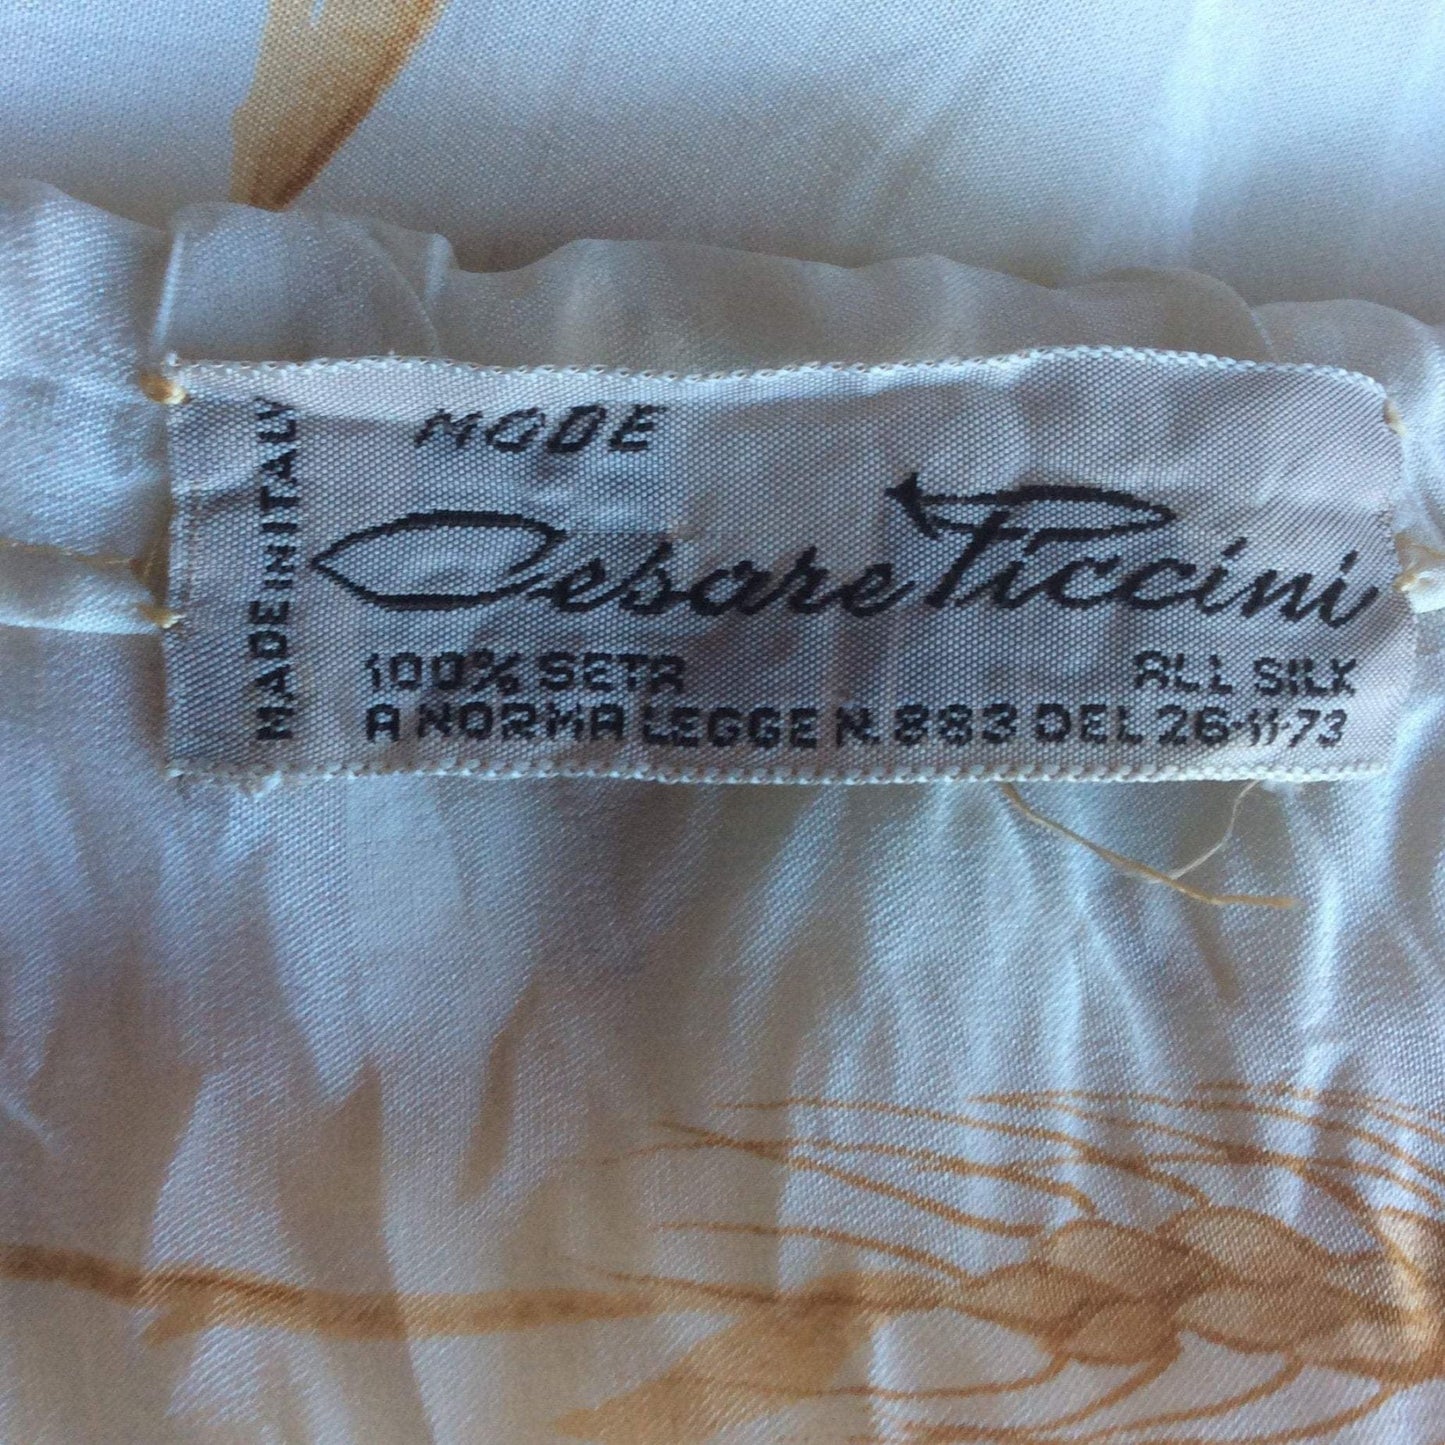 MADE IN ITALY
MODE
Cesare Piccini
100% SETA ALL SILK
A NORMA LEGGE N. 883 DEL 26-11-73